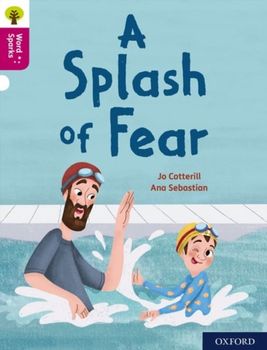 Word
Sparks
A
Splash
of Fear
Jo Cotterill
Ana Sebastian
OXFORD